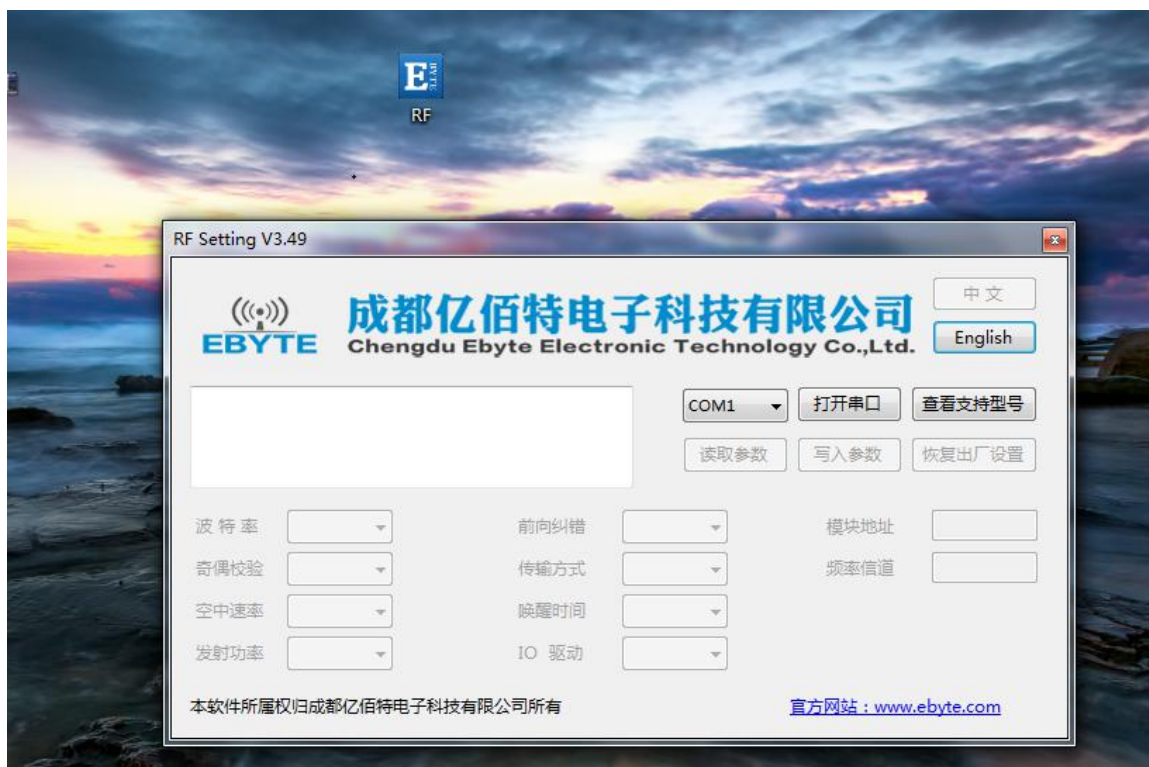 E BYTE
RF
RF Setting V3.49
EBYTE
成都亿佰特电子科技有限公司
Chengdu Ebyte Electronic Technology Co.,Ltd.
中文
English
COM1 打开串口 查看支持型号
读取参数 写入参数 恢复出厂设置
波特率 前向纠错 模块地址
奇偶校验 传输方式 频率信道
空中速率 唤醒时间
发射功率 IO 驱动
本软件所属权归成都亿佰特电子科技有限公司所有 官方网站：www.ebyte.com